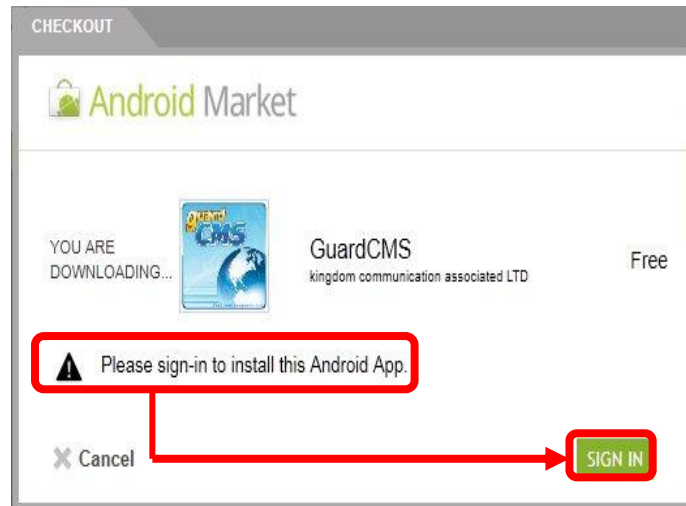 CHECKOUT
Android Market
YOU ARE
DOWNLOADING...
CMS
GuardCMS
kingdom communication associated LTD
Free
Please sign-in to install this Android App.
Cancel
SIGN IN